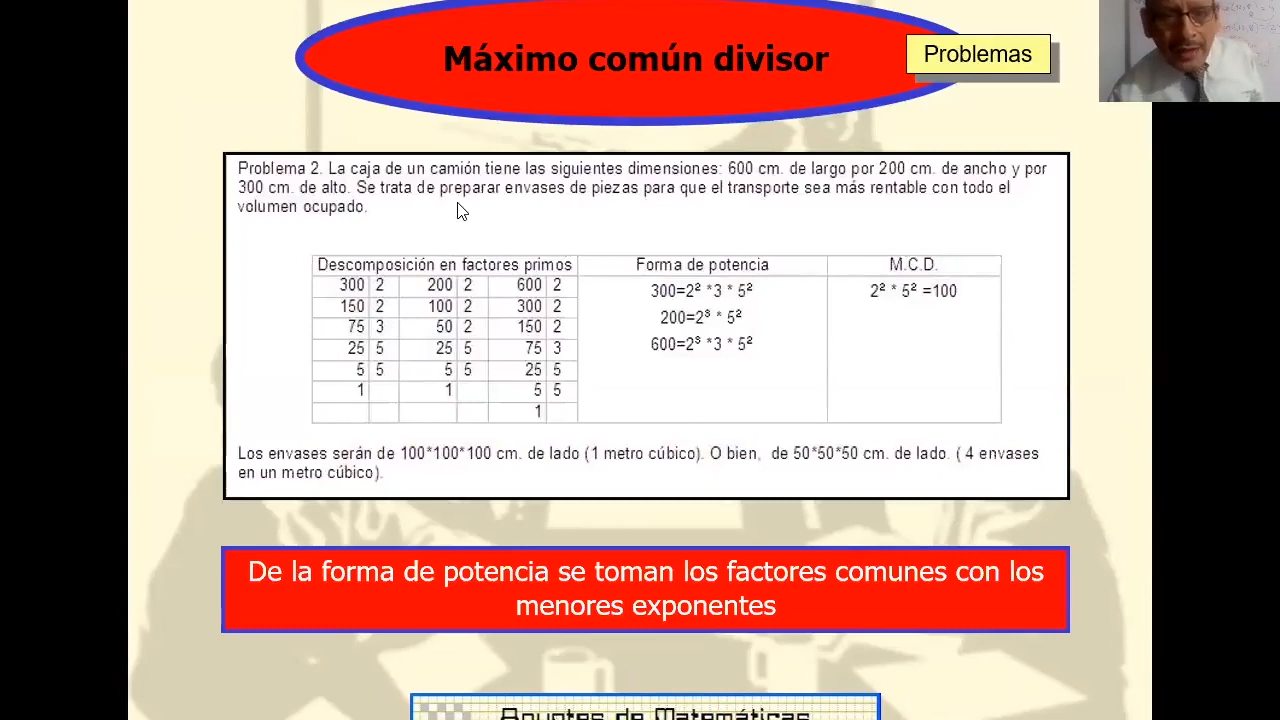 Máximo común divisor
Problemas
Problema 2. La caja de un camión tiene las siguientes dimensiones: 600 cm. de largo por 200 cm. de ancho y por
300 cm. de alto. Se trata de preparar envases de piezas para que el transporte sea más rentable con todo el
volumen ocupado.
Descomposición en factores primos Forma de potencia M.C.D.
300 2 200 2 600 2 300=2² *3 * 5² 2² * 5² =100
150 2 100 2 300 2
75 3 50 2 150 2 200=2³ * 5²
25 5 25 5 75 3 600=2³ *3 * 5²
5 5 5 5 25 5
1 1 5 5
1
Los envases serán de 100*100*100 cm. de lado (1 metro cúbico). O bien, de 50*50*50 cm. de lado. ( 4 envases
en un metro cúbico).
De la forma de potencia se toman los factores comunes con los
menores exponentes
Apuntes de Matemáticas